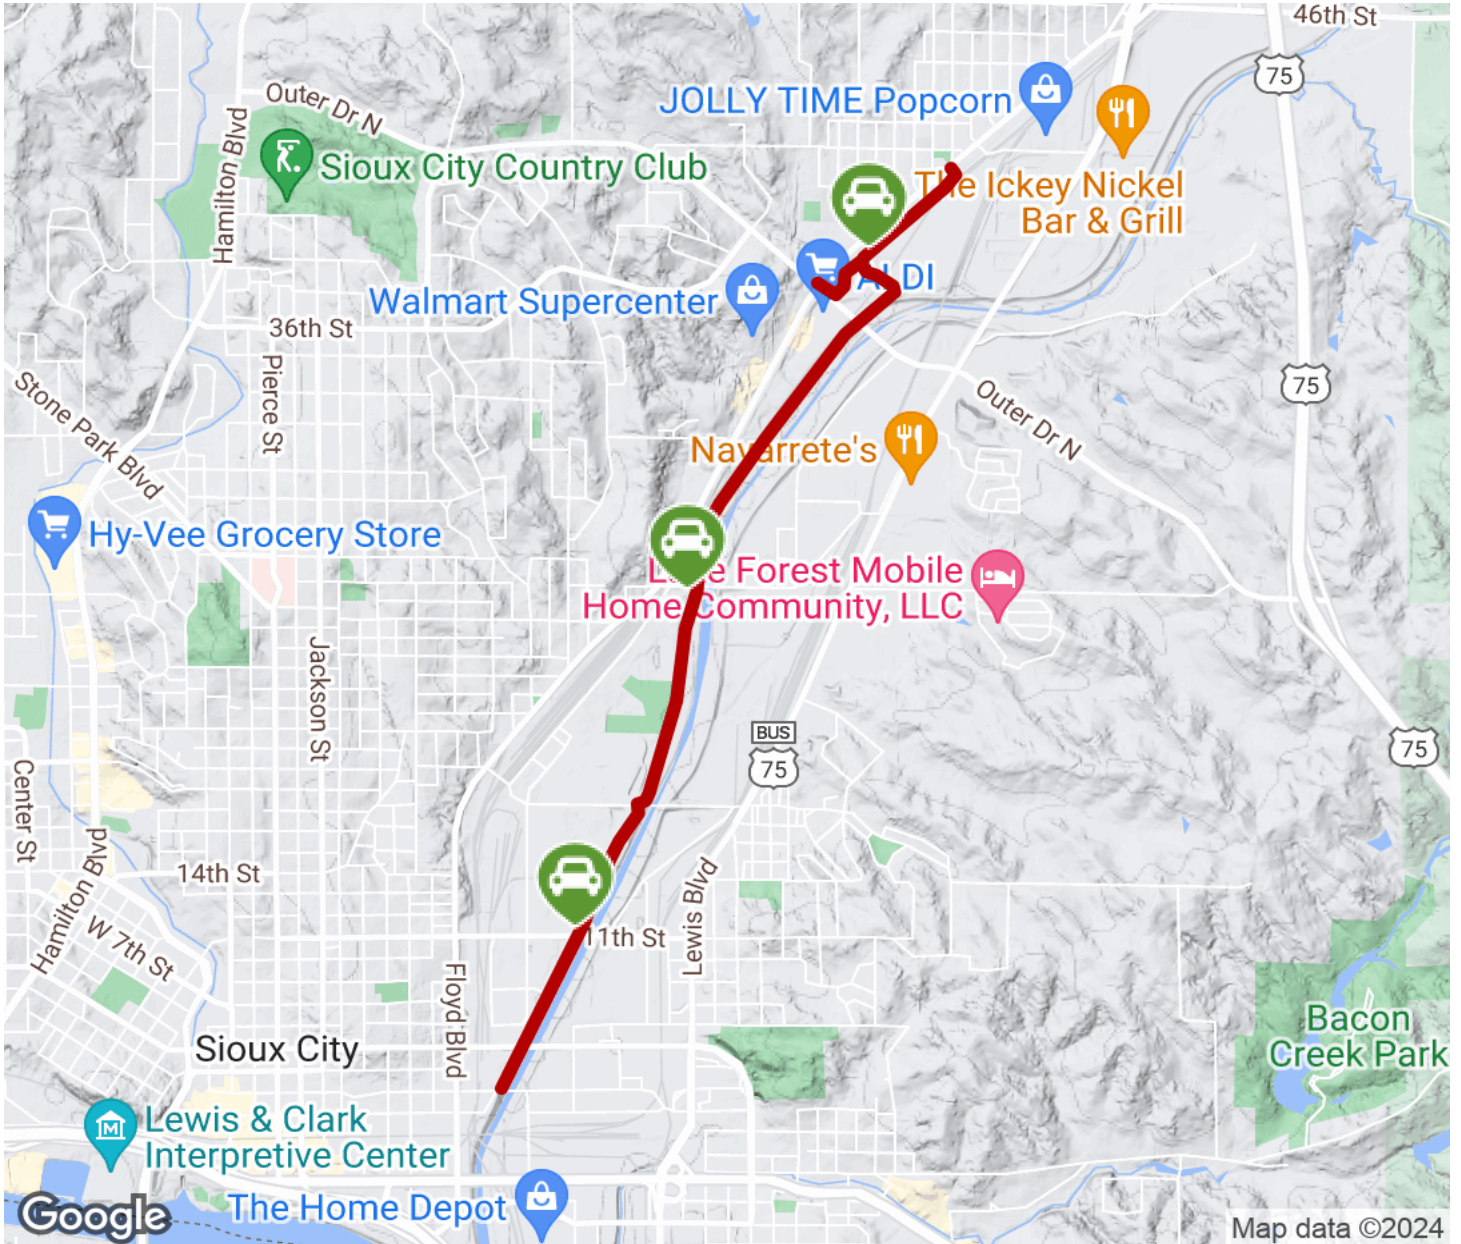 46th St
75
Outer Dr N
JOLLY TIME Popcorn
Hamilton Blvd
Sioux City Country Club
The Ickey Nickel
Bar & Grill
ALDI
Walmart Supercenter
36th St
Pierce St
75
Stone Park Blvd
Outer Dr N
Navarrete's
Hy-Vee Grocery Store
Lake Forest Mobile
Home Community, LLC
Jackson St
BUS
75
75
Center St
14th St
Hamilton Blvd
Lewis Blvd
W 7th St
11th St
Floyd Blvd
Sioux City
Bacon
Creek Park
Lewis & Clark
Interpretive Center
M
The Home Depot
Google
Map data ©2024